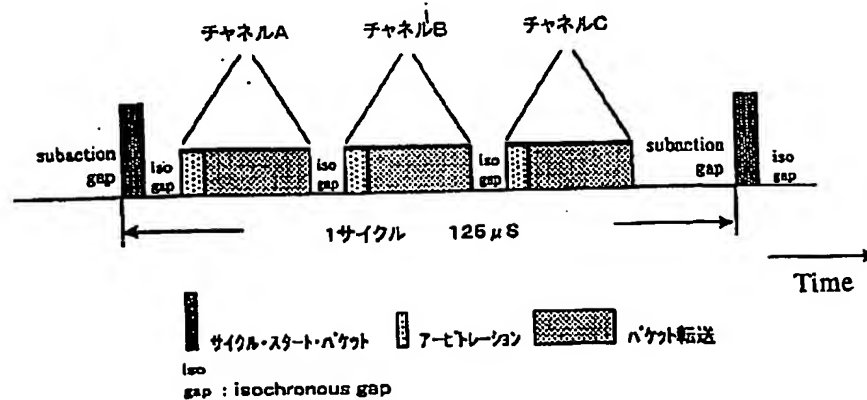 チャネルA チャネルB チャネルC
subaction gap iso gap iso gap iso gap subaction gap iso gap
1サイクル 125μS
Time
サイクル・スタート・パケット アービトレーション パケット転送
iso
gap : isochronous gap